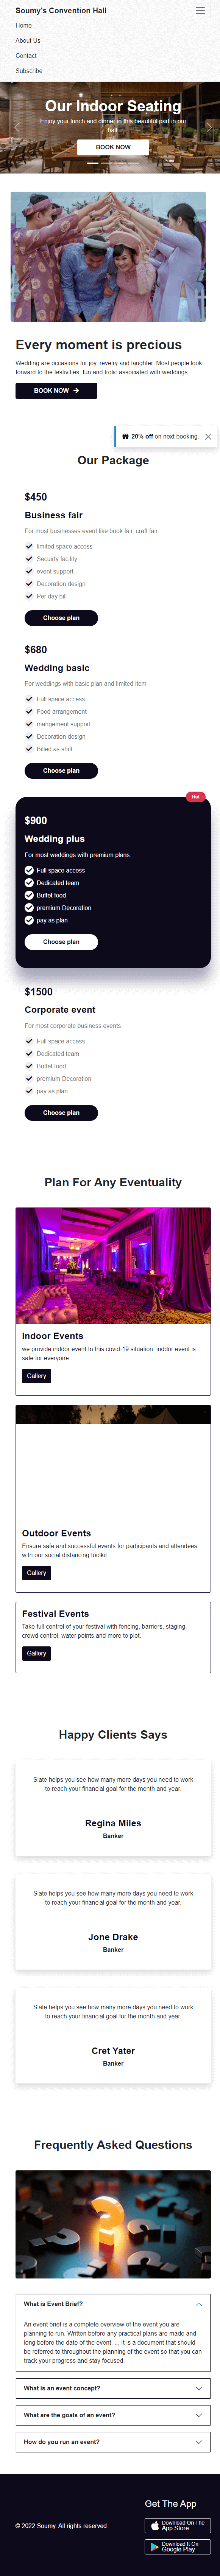 Soumy's Convention Hall
Home
About Us
Contact
Subscribe
Our Indoor Seating
Enjoy your lunch and dinner in this beautiful part in our
hall.
BOOK NOW
Every moment is precious
Wedding are occasions for joy, revelry and laughter. Most people look
forward to the festivities, fun and frolic associated with weddings.
BOOK NOW
20% off on next booking.
Our Package
$450
Business fair
For most businesses event like book fair, craft fair.
limited space access
Secuirty facility
event support
Decoration design
Per day bill
Choose plan
$680
Wedding basic
For weddings with basic plan and limited item
Full space access
Food arrangement
mangement support
Decoration design
Billed as shift
Choose plan
Hot
$900
Wedding plus
For most weddings with premium plans.
Full space access
Dedicated team
Buffet food
premium Decoration
pay as plan
Choose plan
$1500
Corporate event
For most corporate business events.
Full space access
Dedicated team
Buffet food
premium Decoration
pay as plan
Choose plan
Plan For Any Eventuality
Indoor Events
we provide inddor event.In this covid-19 situation, inddor event is
safe for everyone.
Gallery
Outdoor Events
Ensure safe and successful events for participants and attendees
with our social distancing toolkit
Gallery
Festival Events
Take full control of your festival with fencing, barriers, staging,
crowd control, water points and more to plot.
Gallery
Happy Clients Says
Slate helps you see how many more days you need to work
to reach your financial goal for the month and year.
Regina Miles
Banker
Slate helps you see how many more days you need to work
to reach your financial goal for the month and year.
Jone Drake
Banker
Slate helps you see how many more days you need to work
to reach your financial goal for the month and year.
Cret Yater
Banker
Frequently Asked Questions
What is Event Brief?
An event brief is a complete overview of the event you are
planning to run. Written before any practical plans are made and
long before the date of the event. ... It is a document that should
be referred to throughout the planning of the event so that you can
track your progress and stay focused.
What is an event concept?
What are the goals of an event?
How do you run an event?
Get The App
© 2022 Soumy. All rights reserved
Download On The
App Store
Download It On
Google Play